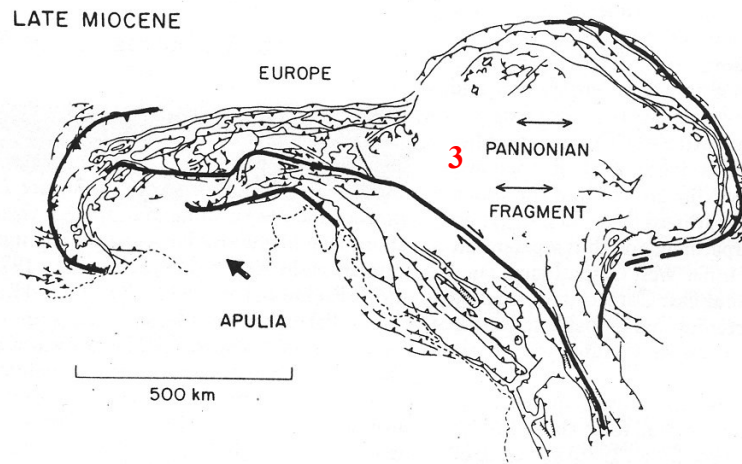 LATE MIOCENE
EUROPE
3
PANNONIAN
FRAGMENT
APULIA
500 km